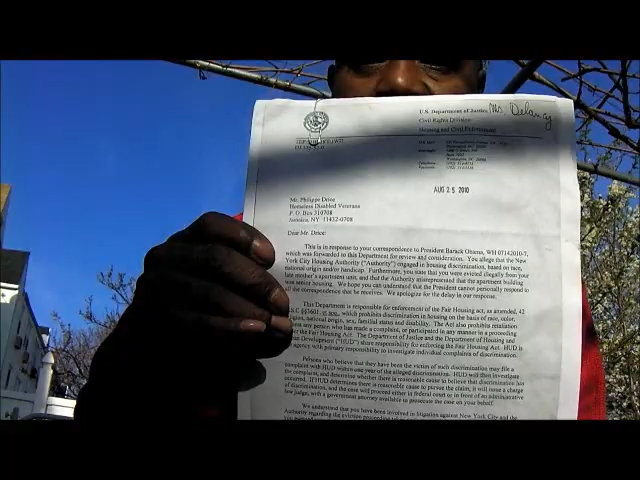 U.S. Department of Justice Mr. Delanaz
Civil Rights Division
Housing and Civil Enforcement
AUG 25 2010
Mr. Philippe
Homeless Disabled Veterans
P. O. Box 310708
Jamaica, NY 11432-0708
Dear Mr.
This is in response to your correspondence to President Barack Obama, WH 07142010-7,
which was forwarded to this Department for review and consideration. You allege that the New
York City Housing Authority ("Authority") engaged in housing discrimination, based on race,
national origin and/or handicap. Furthermore, you state that you were evicted illegally from your
late mother's apartment unit, and that the Authority misrepresented that the apartment building
was senior housing. We hope you can understand that the President cannot personally respond to
all the correspondence that he receives. We apologize for the delay in our response.
This Department is responsible for enforcement of the Fair Housing Act, as amended, 42
which prohibits discrimination in housing on the basis of race, color,
religion, national origin, sex, familial status and disability. The Act also prohibits retaliation
against any person who has made a complaint, or participated in any manner in a proceeding
under the Fair Housing Act. The Department of Justice and the Department of Housing and
Urban Development ("HUD") share responsibility for enforcing the Fair Housing Act. HUD is
agency with primary responsibility to investigate individual complaints of discrimination.
Persons who believe that they have been the victim of such discrimination may file a
complaint with HUD within one year of the alleged discrimination. HUD will then investigate
the complaint, and determine whether there is reasonable cause to believe that discrimination has
occurred. If HUD determines there is reasonable cause to pursue the claim, it will issue a charge
of discrimination, and the case will proceed either in federal court or in front of an administrative
law judge, with a government attorney available to prosecute the case on your behalf.
We understand that you have been involved in litigation against New York City and the
Authority regarding the eviction